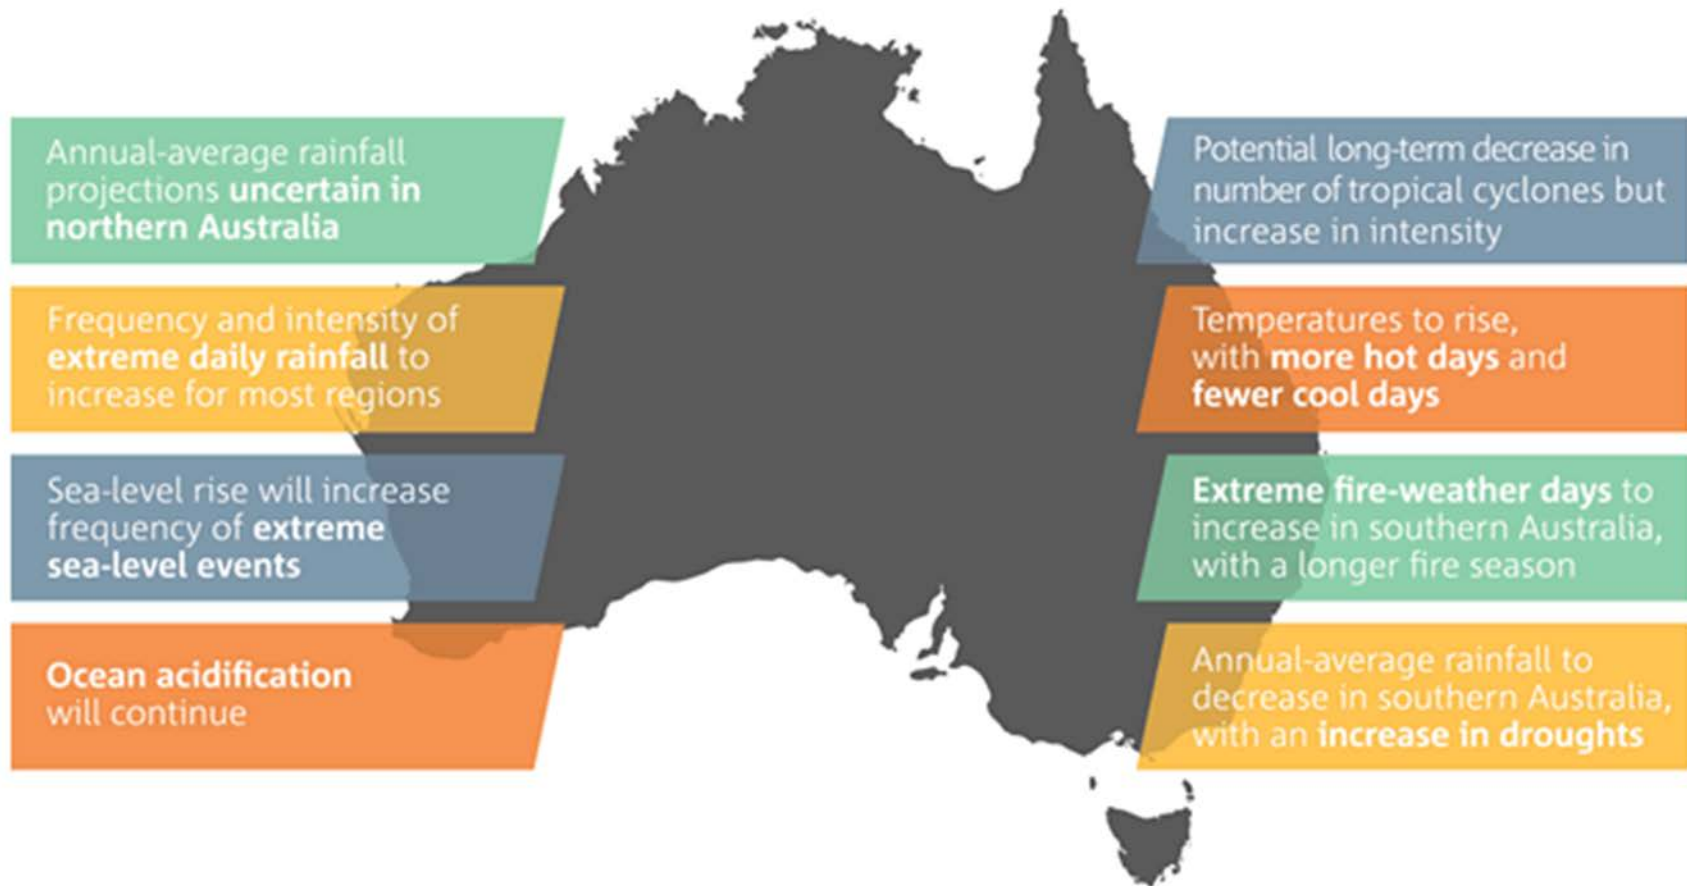 Annual-average rainfall
projections uncertain in
northern Australia
Frequency and intensity of
extreme daily rainfall to
increase for most regions
Sea-level rise will increase
frequency of extreme
sea-level events
Ocean acidification
will continue
Potential long-term decrease in
number of tropical cyclones but
increase in intensity
Temperatures to rise,
with more hot days and
fewer cool days
Extreme fire-weather days to
increase in southern Australia,
with a longer fire season
Annual-average rainfall to
decrease in southern Australia,
with an increase in droughts